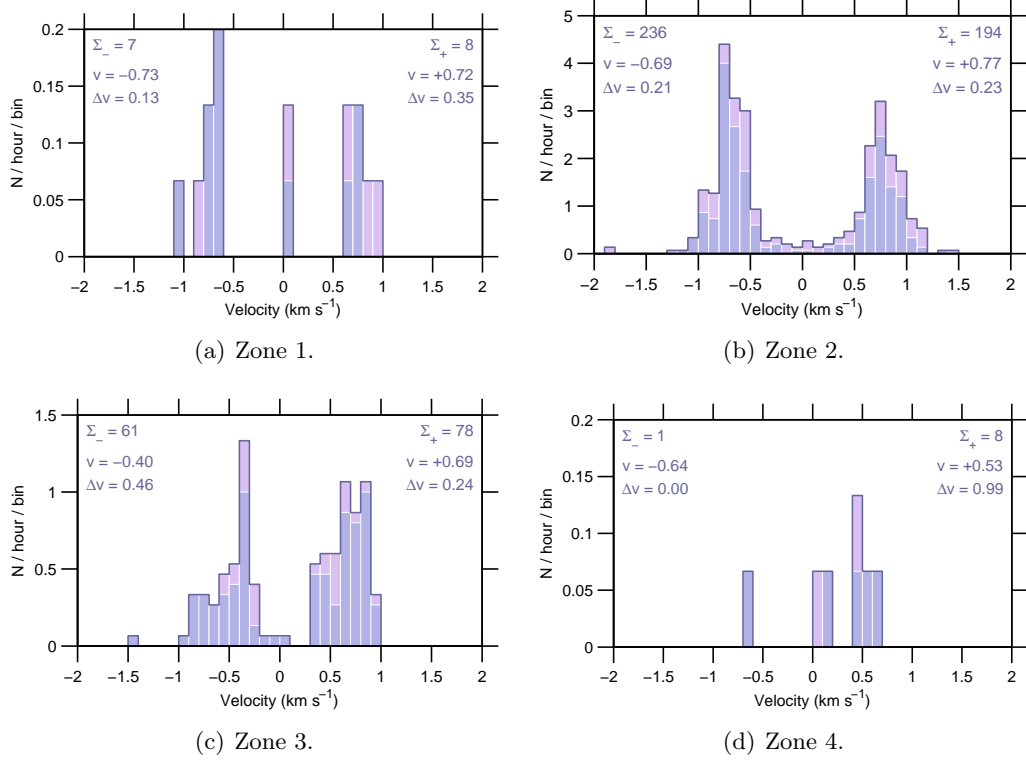 0.2
0.15
0.1
0.05
0
N / hour / bin
Σ₋ = 7
v = −0.73
Δv 0.13
Σ₊ = 8
v = +0.72
Δv 0.35
−2 −1.5 −1 −0.5 0 0.5 1 1.5 2
Velocity (km s⁻¹)
(a) Zone 1.
5
4
3
2
1
0
N / hour / bin
Σ₋ = 236
v = −0.69
Δv 0.21
Σ₊ = 194
v = +0.77
Δv 0.23
−2 −1.5 −1 −0.5 0 0.5 1 1.5 2
Velocity (km s⁻¹)
(b) Zone 2.
1.5
1
0.5
0
N / hour / bin
Σ₋ = 61
v = −0.40
Δv = 0.46
Σ₊ = 78
v = +0.69
Δv = 0.24
−2 −1.5 −1 −0.5 0 0.5 1 1.5 2
Velocity (km s⁻¹)
(c) Zone 3.
0.2
0.15
0.1
0.05
0
N / hour / bin
Σ₋ = 1
v = −0.64
Δv = 0.00
Σ₊ = 8
v = +0.53
Δv = 0.99
−2 −1.5 −1 −0.5 0 0.5 1 1.5 2
Velocity (km s⁻¹)
(d) Zone 4.